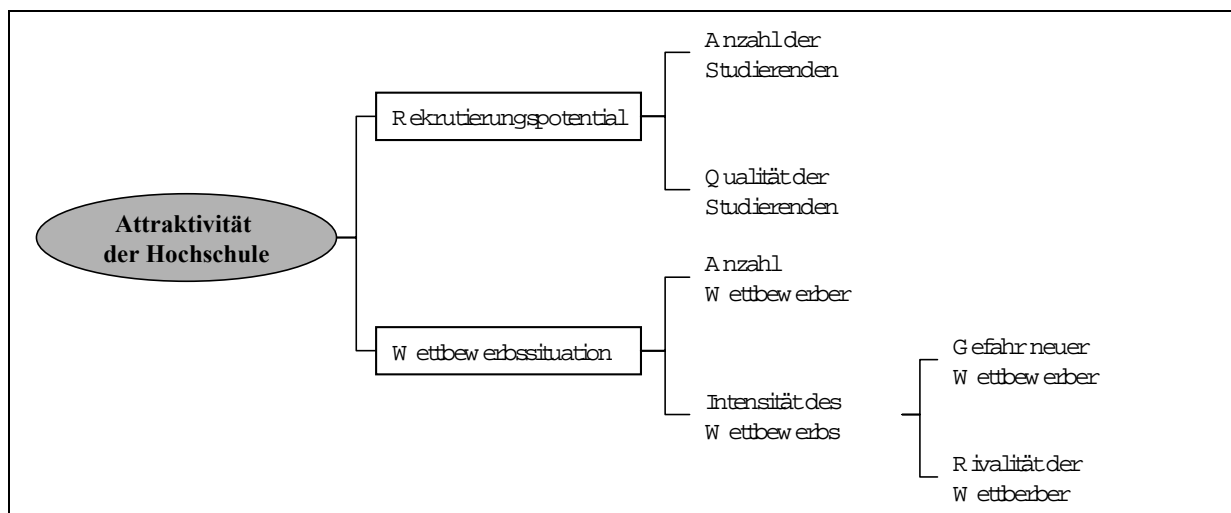 Anzahl der
Studierenden
Rekrutierungspotential
Qualität der
Studierenden
Attraktivität
der Hochschule
Anzahl
Wettbewerber
Wettbewerbssituation
Gefahr neuer
Wettbewerber
Intensität des
Wettbewerbs
Rivalität der
Wettberber